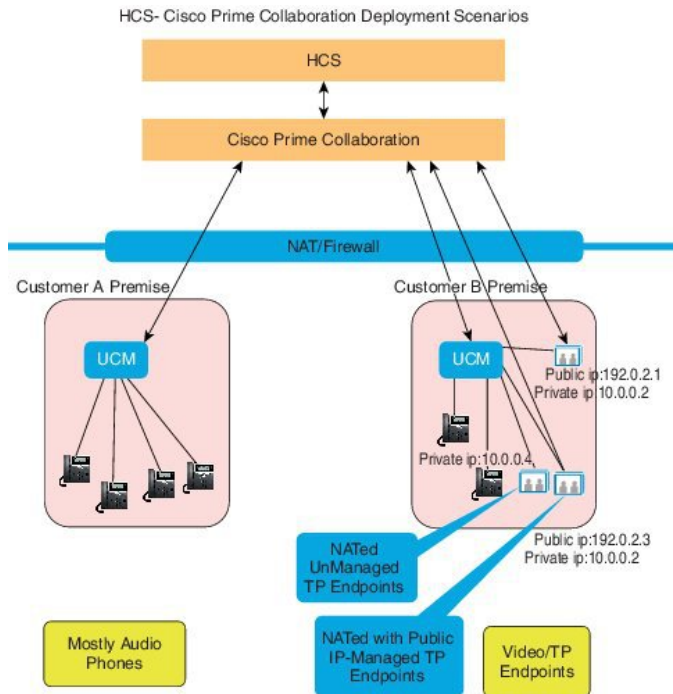 HCS- Cisco Prime Collaboration Deployment Scenarios
HCS
Cisco Prime Collaboration
NAT/Firewall
Customer A Premise
Customer B Premise
UCM
UCM
Public ip:192.0.2.1
Private ip:10.0.0.2
Private ip:10.0.0.4
Public ip:192.0.2.3
Private ip:10.0.0.2
NATed
UnManaged
TP Endpoints
Mostly Audio
Phones
NATed with Public
IP-Managed TP
Endpoints
Video/TP
Endpoints